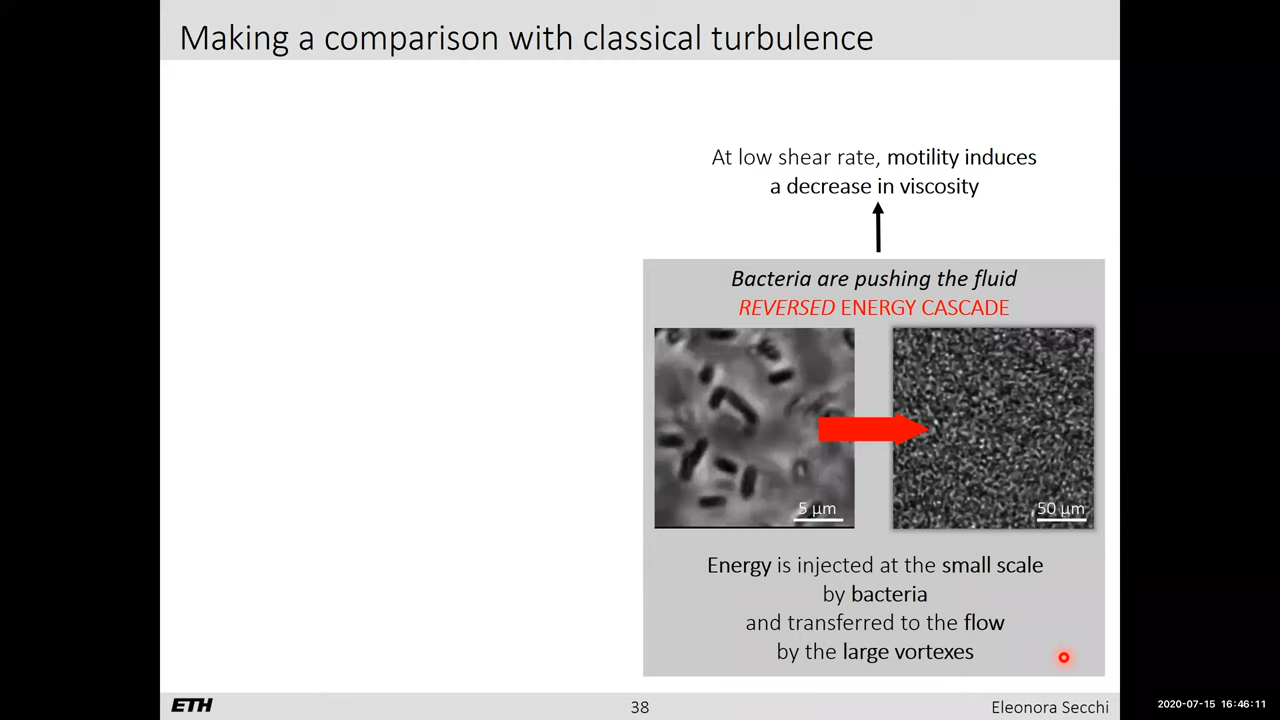 Making a comparison with classical turbulence
At low shear rate, motility induces
a decrease in viscosity
Bacteria are pushing the fluid
REVERSED ENERGY CASCADE
5 μm
50 μm
Energy is injected at the small scale
by bacteria
and transferred to the flow
by the large vortexes
ETH
38
Eleonora Secchi
2020-07-15 16:46:11